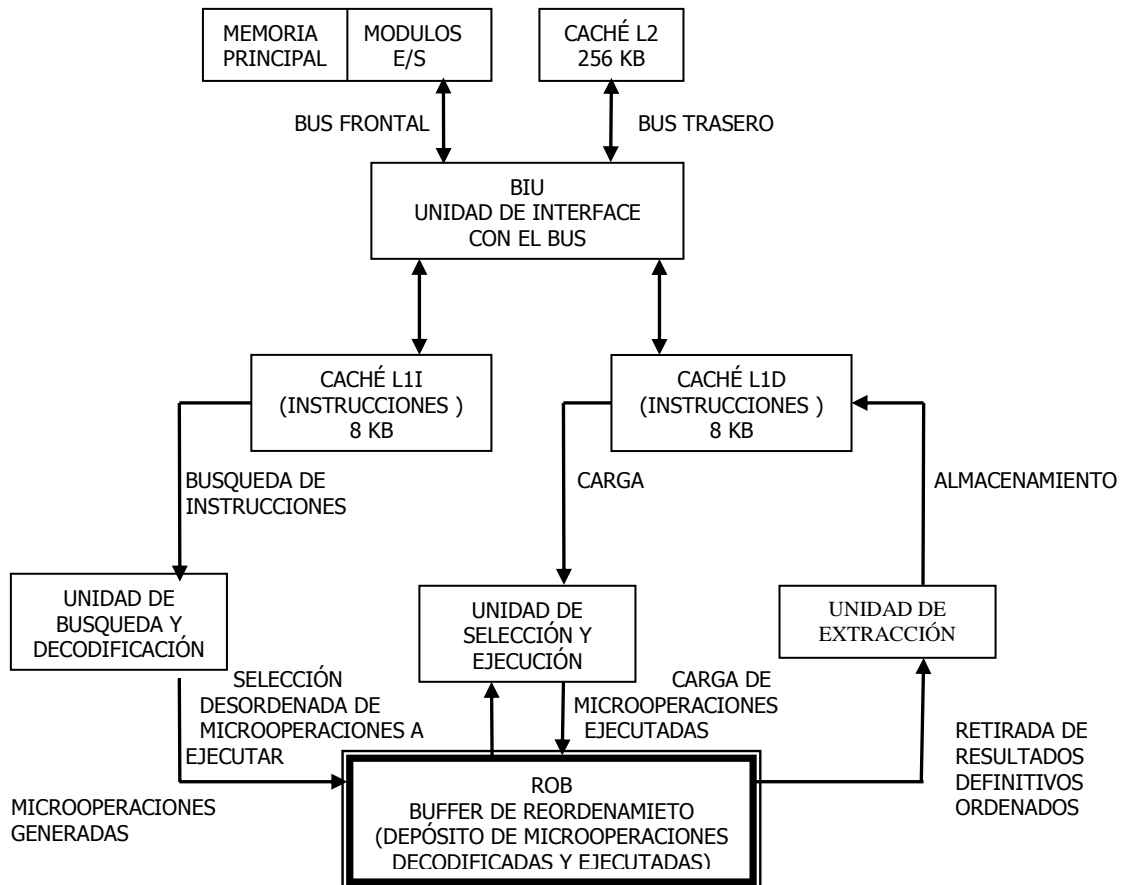 MEMORIA
PRINCIPAL
MODULOS
E/S
CACHÉ L2
256 KB
BUS FRONTAL
BUS TRASERO
BIU
UNIDAD DE INTERFACE
CON EL BUS
CACHÉ L1I
(INSTRUCCIONES )
8 KB
CACHÉ L1D
(INSTRUCCIONES )
8 KB
BUSQUEDA DE
INSTRUCCIONES
CARGA
ALMACENAMIENTO
UNIDAD DE
BUSQUEDA Y
DECODIFICACIÓN
UNIDAD DE
SELECCIÓN Y
EJECUCIÓN
UNIDAD DE
EXTRACCIÓN
SELECCIÓN
DESORDENADA DE
MICROOPERACIONES A
EJECUTAR
CARGA DE
MICROOPERACIONES
EJECUTADAS
RETIRADA DE
RESULTADOS
DEFINITIVOS
ORDENADOS
MICROOPERACIONES
GENERADAS
ROB
BUFFER DE REORDENAMIETO
(DEPÓSITO DE MICROOPERACIONES
DECODIFICADAS Y EJECUTADAS)